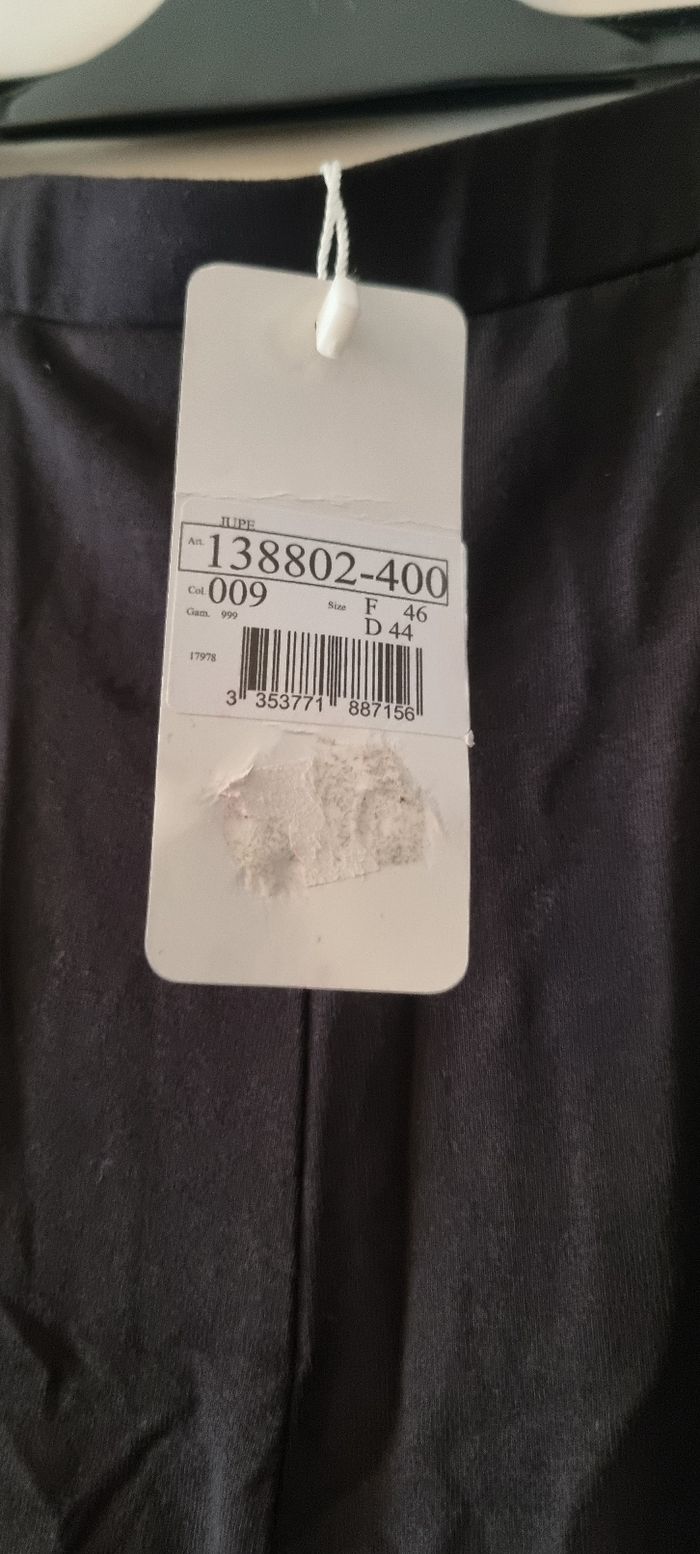 JUPE
Art. 138802-400
Col. 009 Size F 46
Gam. 999 D 44
17978
3 353771 887156